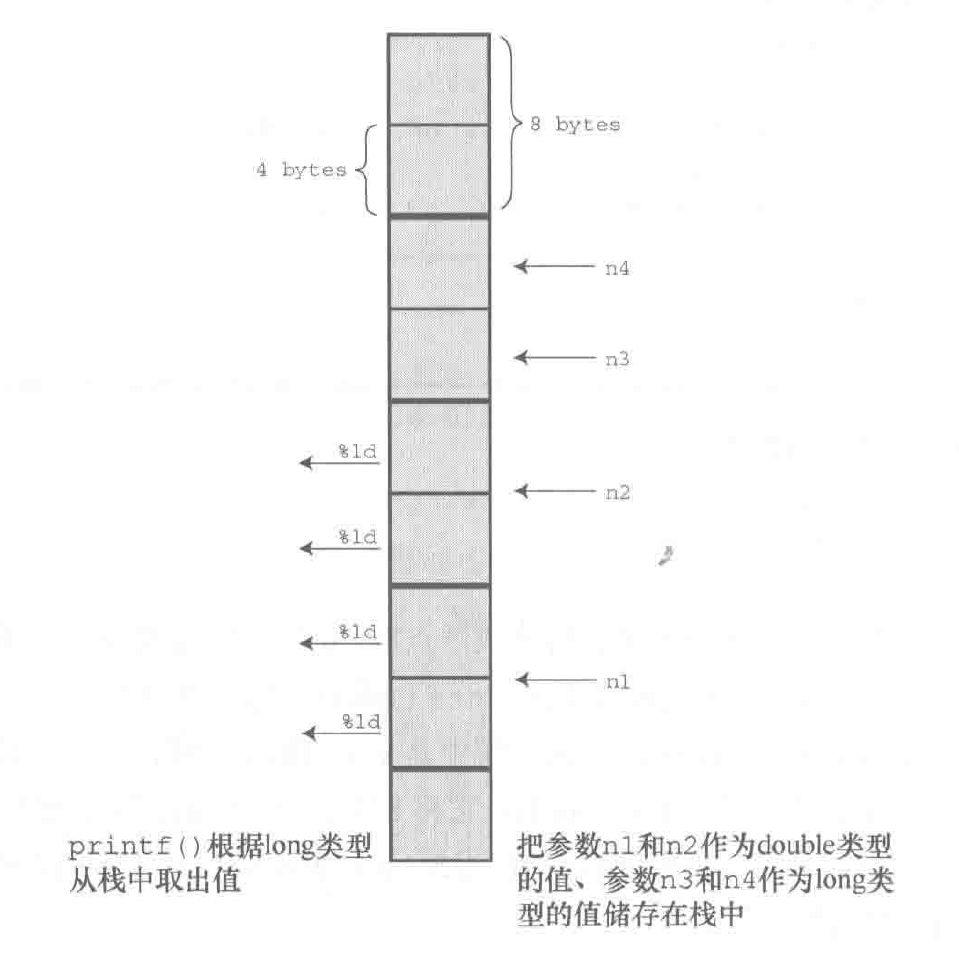 8 bytes
4 bytes
n4
n3
%ld
n2
%ld
%ld
n1
%ld
printf()根据long类型
从栈中取出值
把参数n1和n2作为double类型
的值、参数n3和n4作为long类
型的值储存在栈中